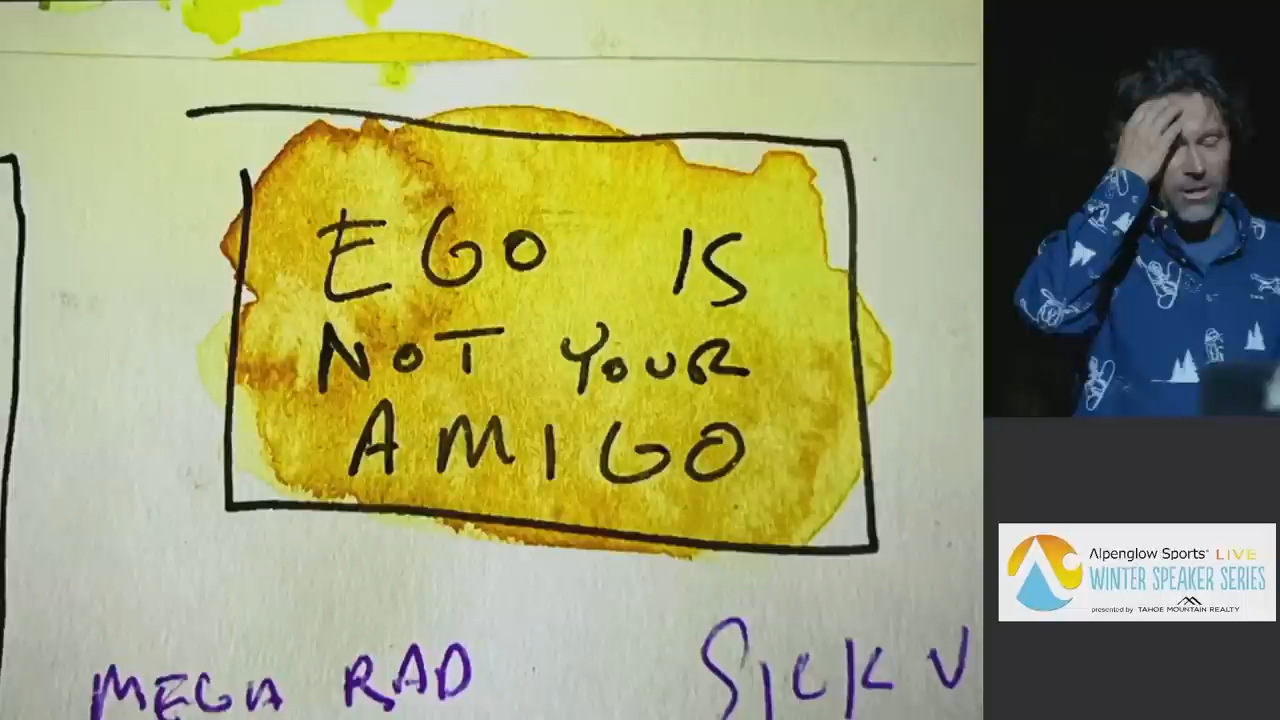 EGO IS
NOT YOUR
AMIGO
MEGA RAD
SICK
Alpenglow Sports LIVE
WINTER SPEAKER SERIES
presented by TAHOE MOUNTAIN REALTY